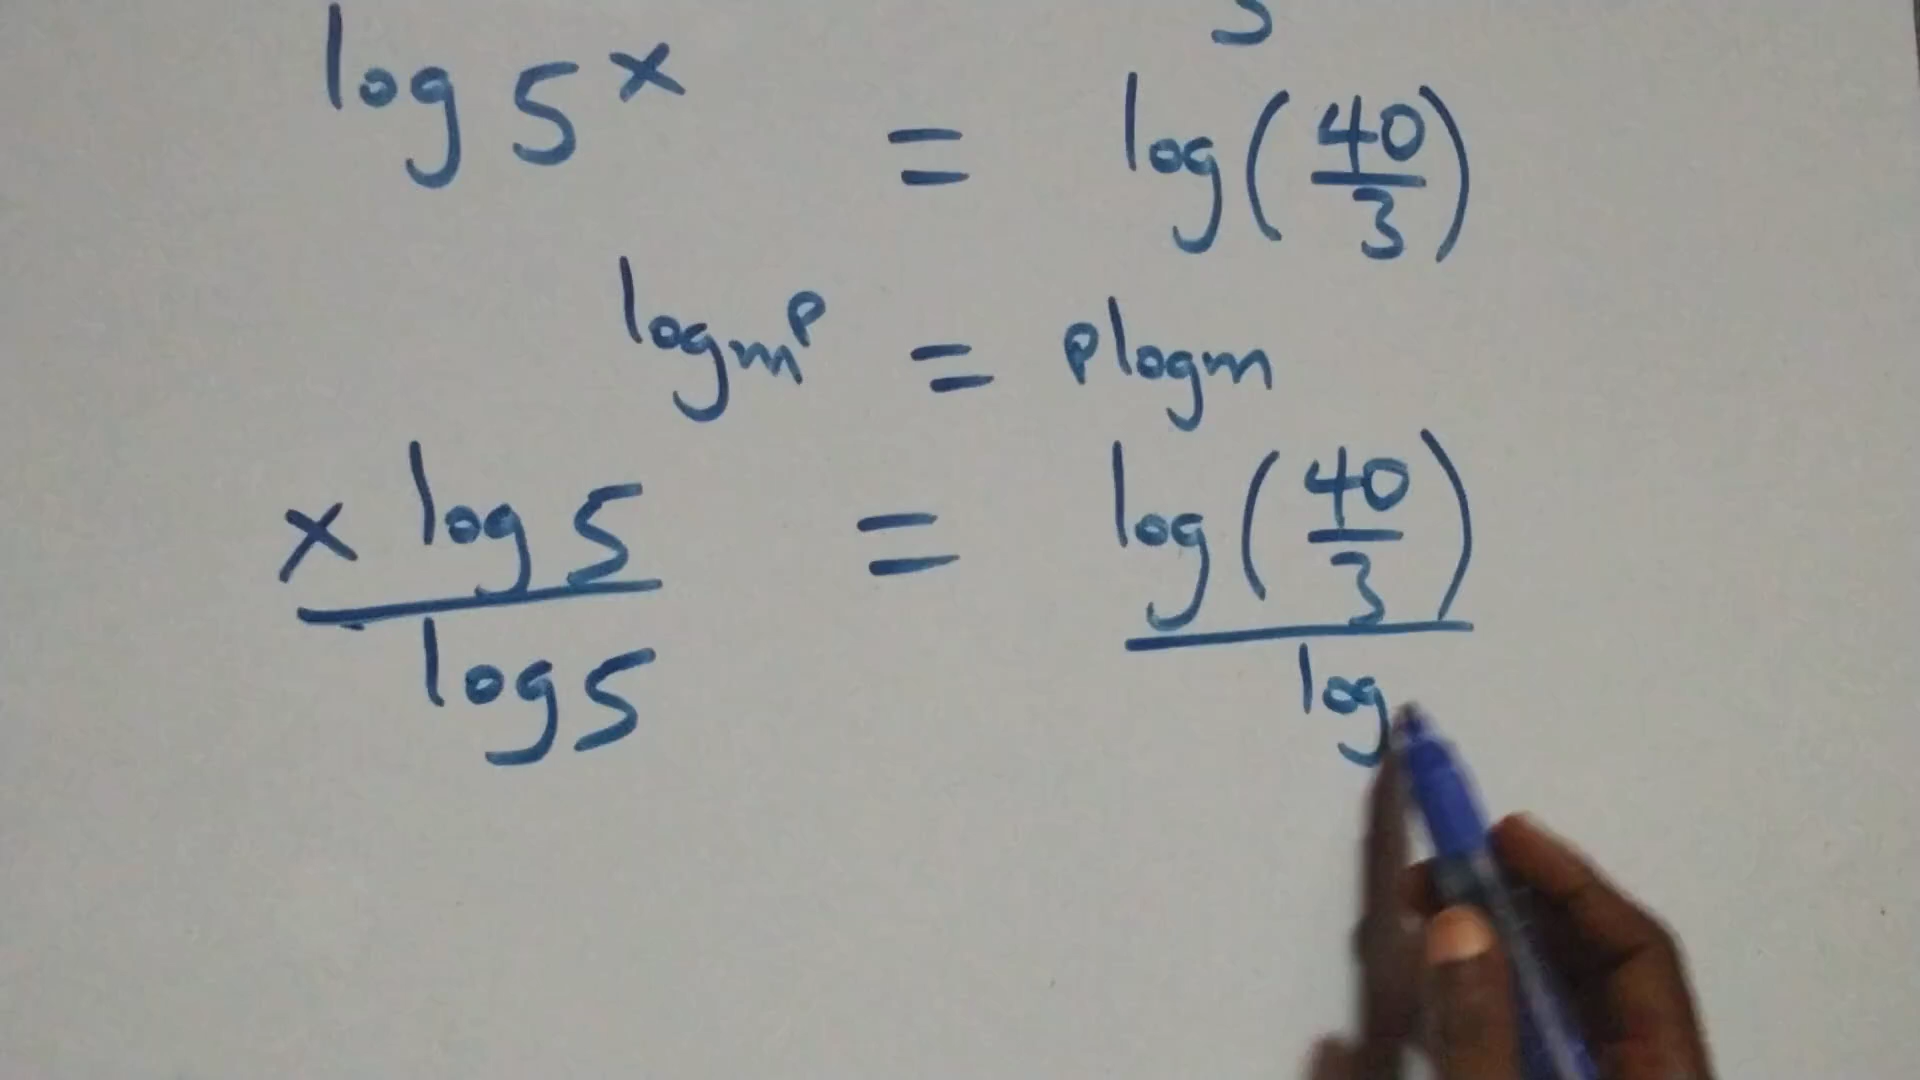 log 5^x = log(40/3)
log m^p = p log m
x log 5 / log 5 = log(40/3) / log